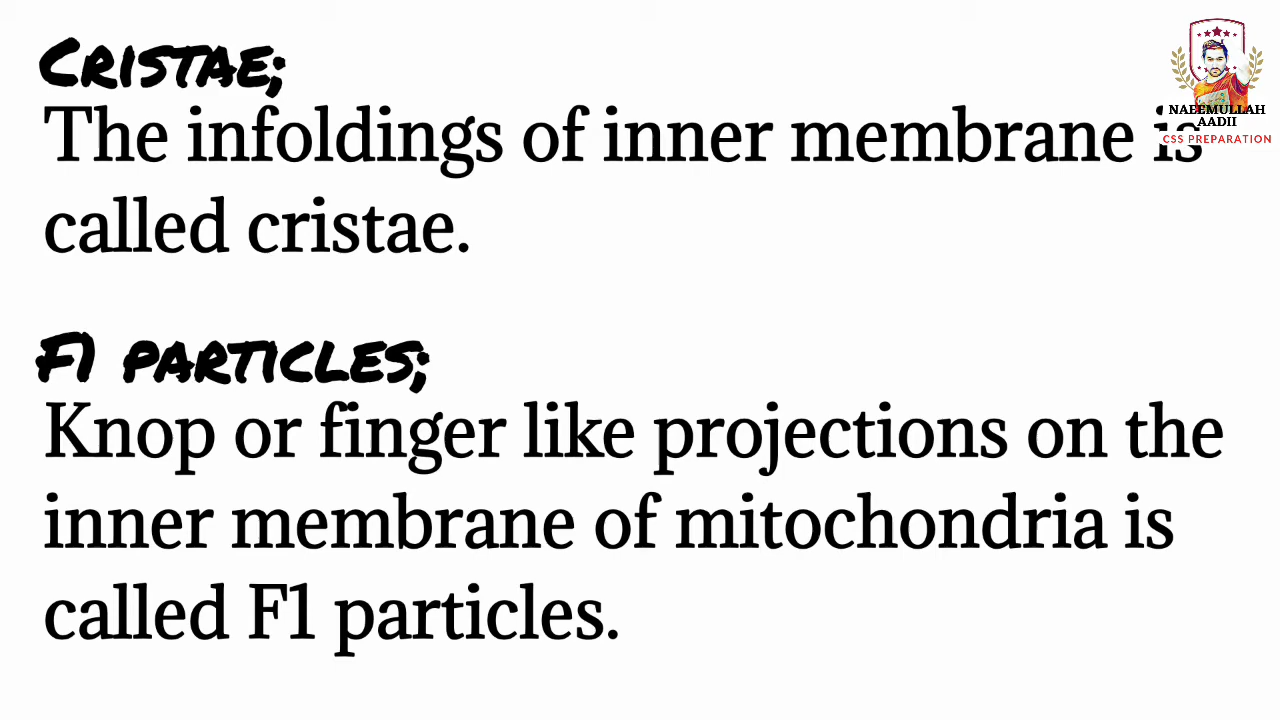 CRISTAE;
The infoldings of inner membrane is
called cristae.
F1 PARTICLES;
Knop or finger like projections on the
inner membrane of mitochondria is
called F1 particles.
NAEEMULLAH
AADII
CSS PREPARATION